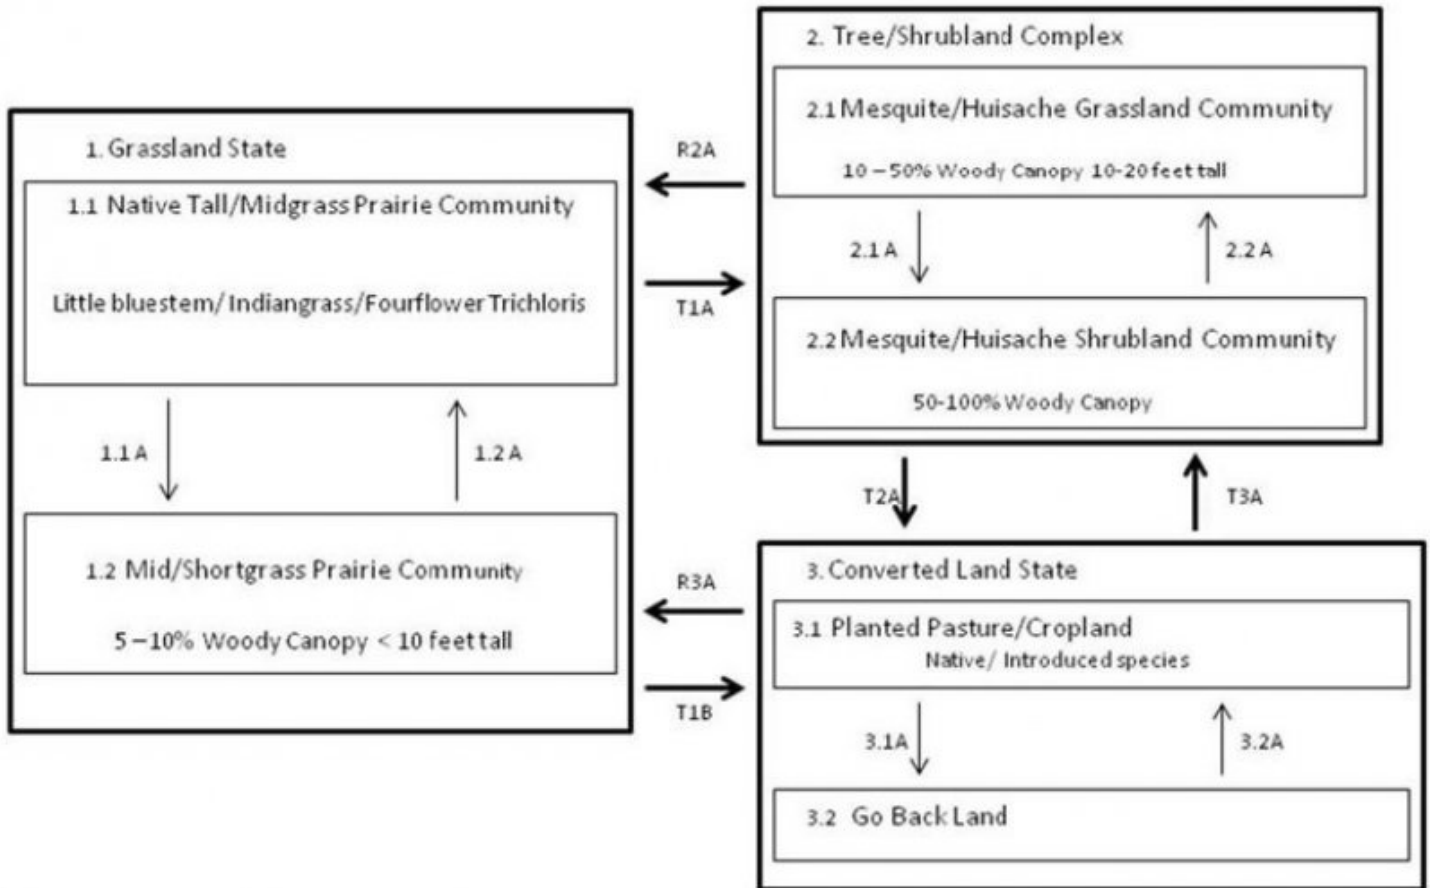 1. Grassland State
1.1 Native Tall/Midgrass Prairie Community
Little bluestem/ Indiangrass/Fourflower Trichloris
1.1 A
1.2 A
1.2 Mid/Shortgrass Prairie Community
5 – 10% Woody Canopy < 10 feet tall
R2A
T1A
R3A
T1B
2. Tree/Shrubland Complex
2.1 Mesquite/Huisache Grassland Community
10 – 50% Woody Canopy 10-20 feet tall
2.1 A
2.2 A
2.2 Mesquite/Huisache Shrubland Community
50-100% Woody Canopy
T2A
T3A
3. Converted Land State
3.1 Planted Pasture/Cropland
Native/ Introduced species
3.1A
3.2A
3.2 Go Back Land